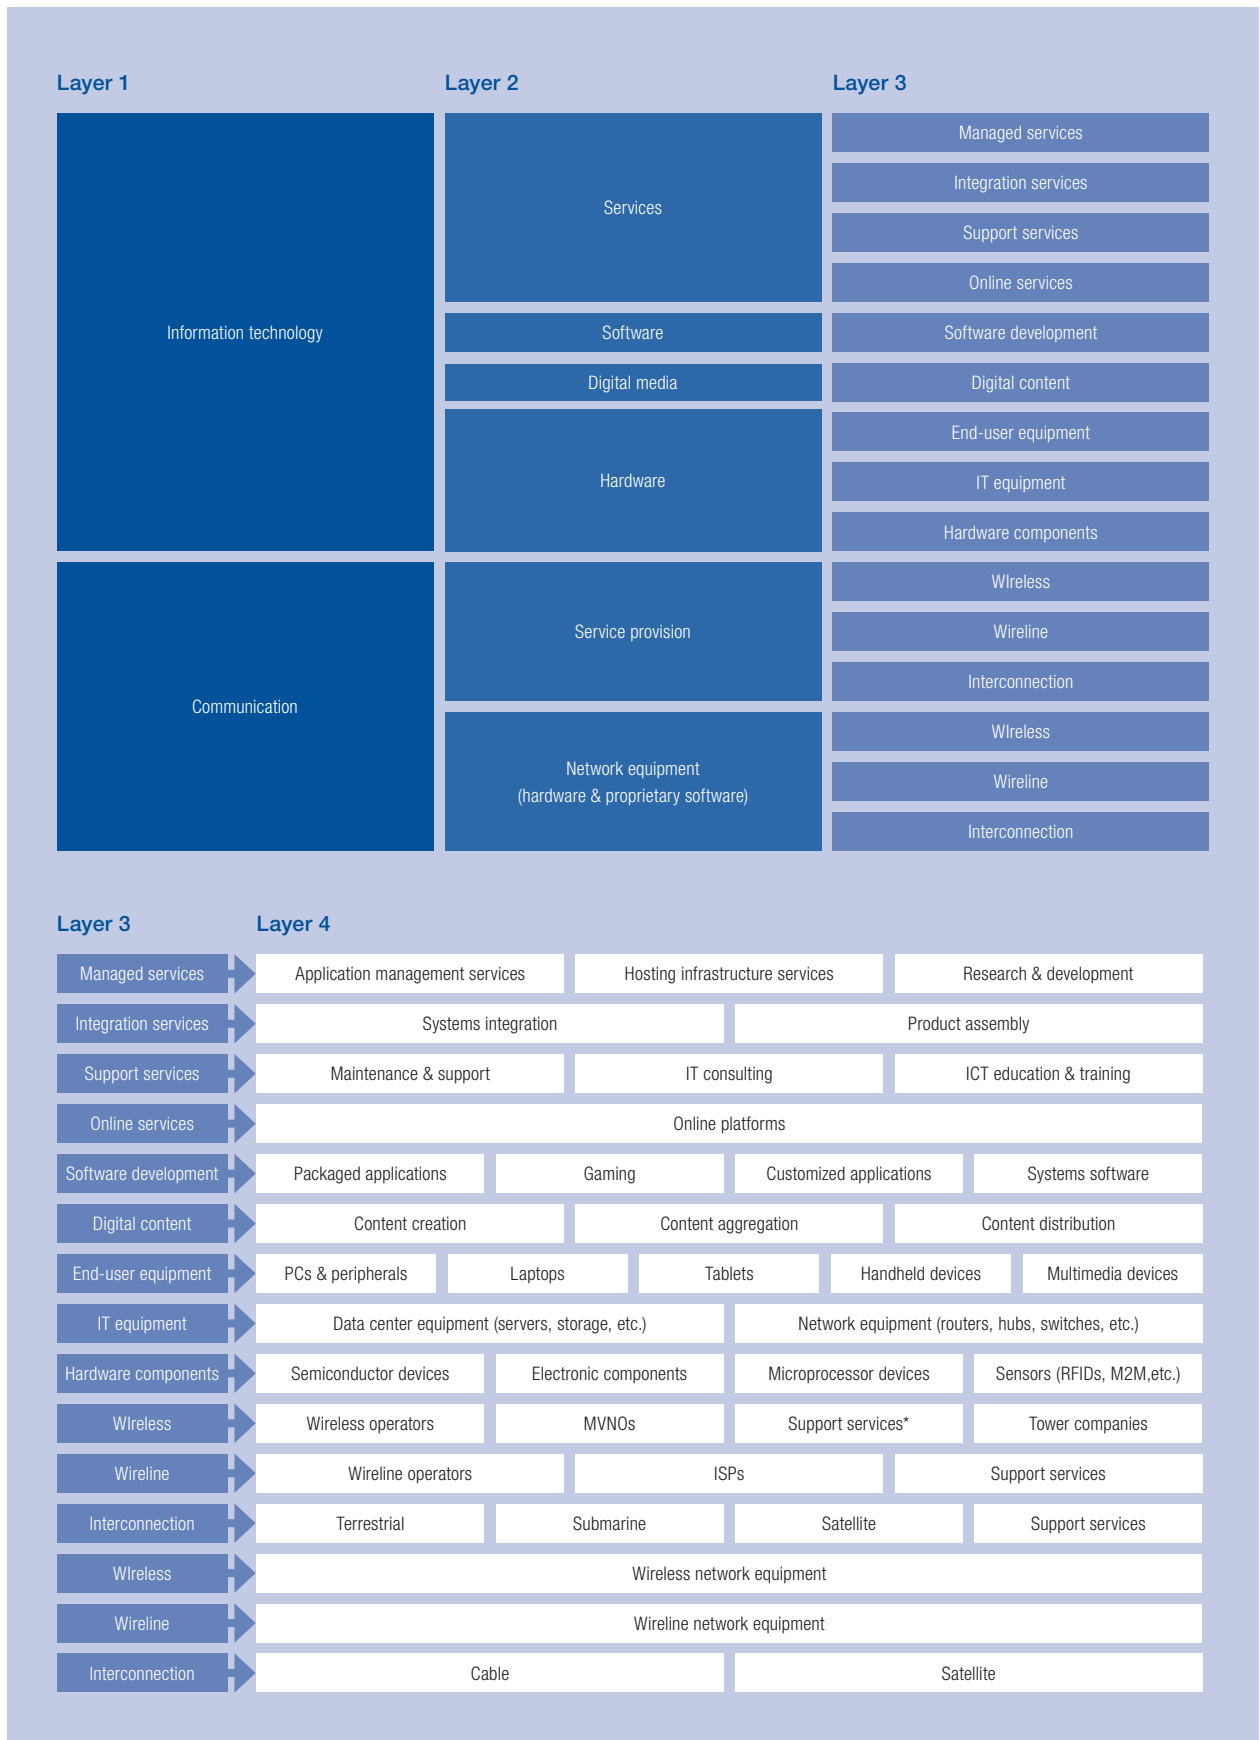 Layer 1
Layer 2
Layer 3
Information technology
Services
Managed services
Integration services
Support services
Online services
Software
Software development
Digital media
Digital content
Hardware
End-user equipment
IT equipment
Hardware components
Communication
Service provision
WIreless
Wireline
Interconnection
Network equipment
(hardware & proprietary software)
WIreless
Wireline
Interconnection
Layer 3
Layer 4
Managed services
Application management services
Hosting infrastructure services
Research & development
Integration services
Systems integration
Product assembly
Support services
Maintenance & support
IT consulting
ICT education & training
Online services
Online platforms
Software development
Packaged applications
Gaming
Customized applications
Systems software
Digital content
Content creation
Content aggregation
Content distribution
End-user equipment
PCs & peripherals
Laptops
Tablets
Handheld devices
Multimedia devices
IT equipment
Data center equipment (servers, storage, etc.)
Network equipment (routers, hubs, switches, etc.)
Hardware components
Semiconductor devices
Electronic components
Microprocessor devices
Sensors (RFIDs, M2M,etc.)
WIreless
Wireless operators
MVNOs
Support services*
Tower companies
Wireline
Wireline operators
ISPs
Support services
Interconnection
Terrestrial
Submarine
Satellite
Support services
WIreless
Wireless network equipment
Wireline
Wireline network equipment
Interconnection
Cable
Satellite